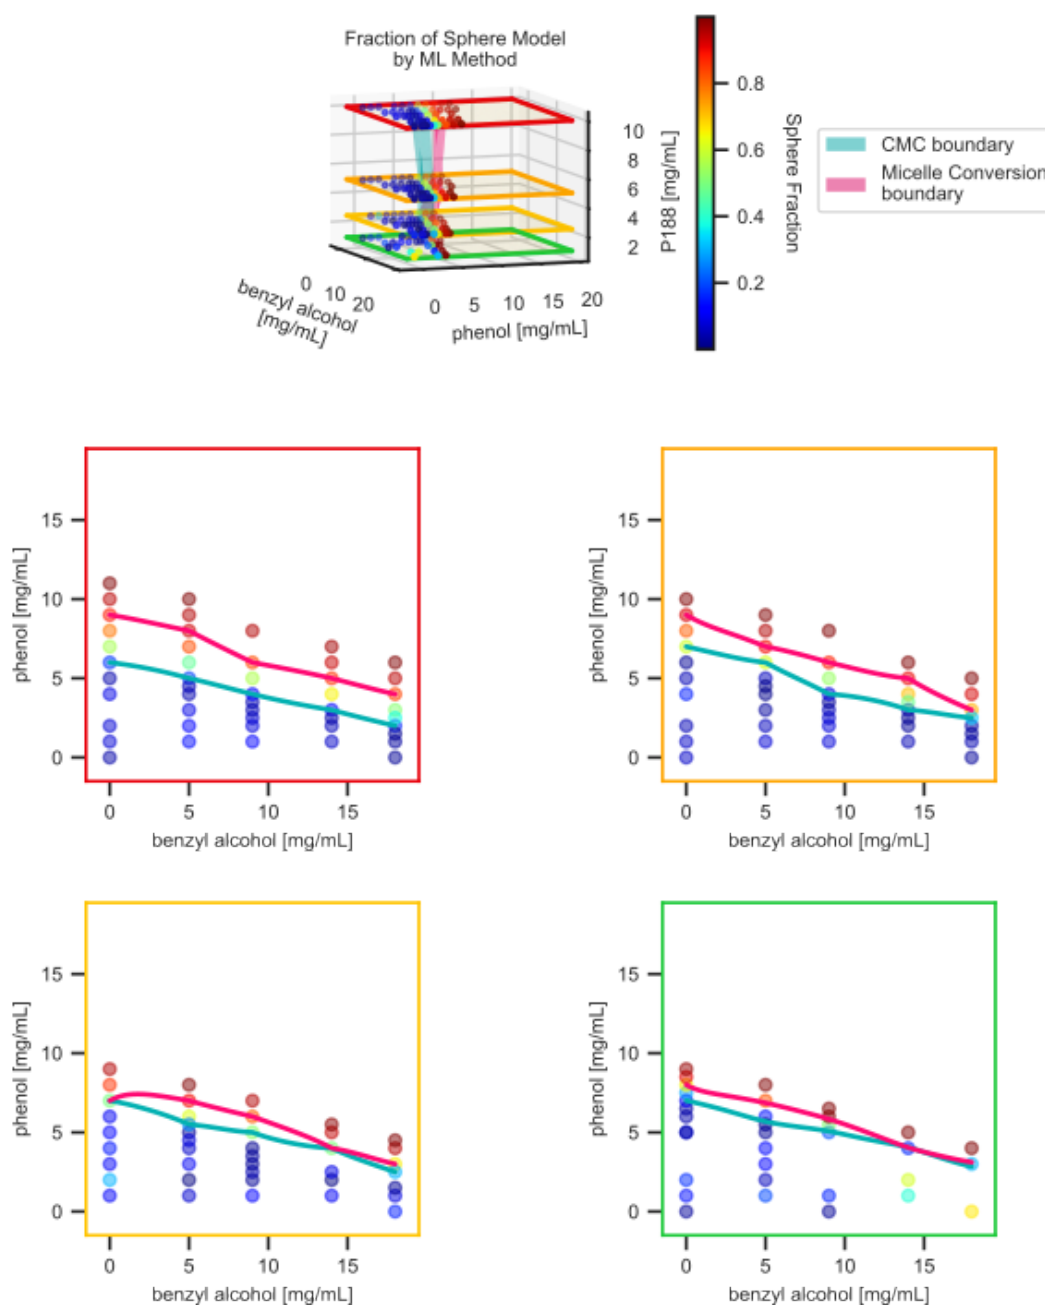 Fraction of Sphere Model
by ML Method
10
8
6
4
2
P188 [mg/mL]
0
10
20
benzyl alcohol
[mg/mL]
0
5
10
15
20
phenol [mg/mL]
0.8
0.6
0.4
0.2
Sphere Fraction
CMC boundary
Micelle Conversion
boundary
15
10
5
0
phenol [mg/mL]
0 5 10 15
benzyl alcohol [mg/mL]
15
10
5
0
phenol [mg/mL]
0 5 10 15
benzyl alcohol [mg/mL]
15
10
5
0
phenol [mg/mL]
0 5 10 15
benzyl alcohol [mg/mL]
15
10
5
0
phenol [mg/mL]
0 5 10 15
benzyl alcohol [mg/mL]